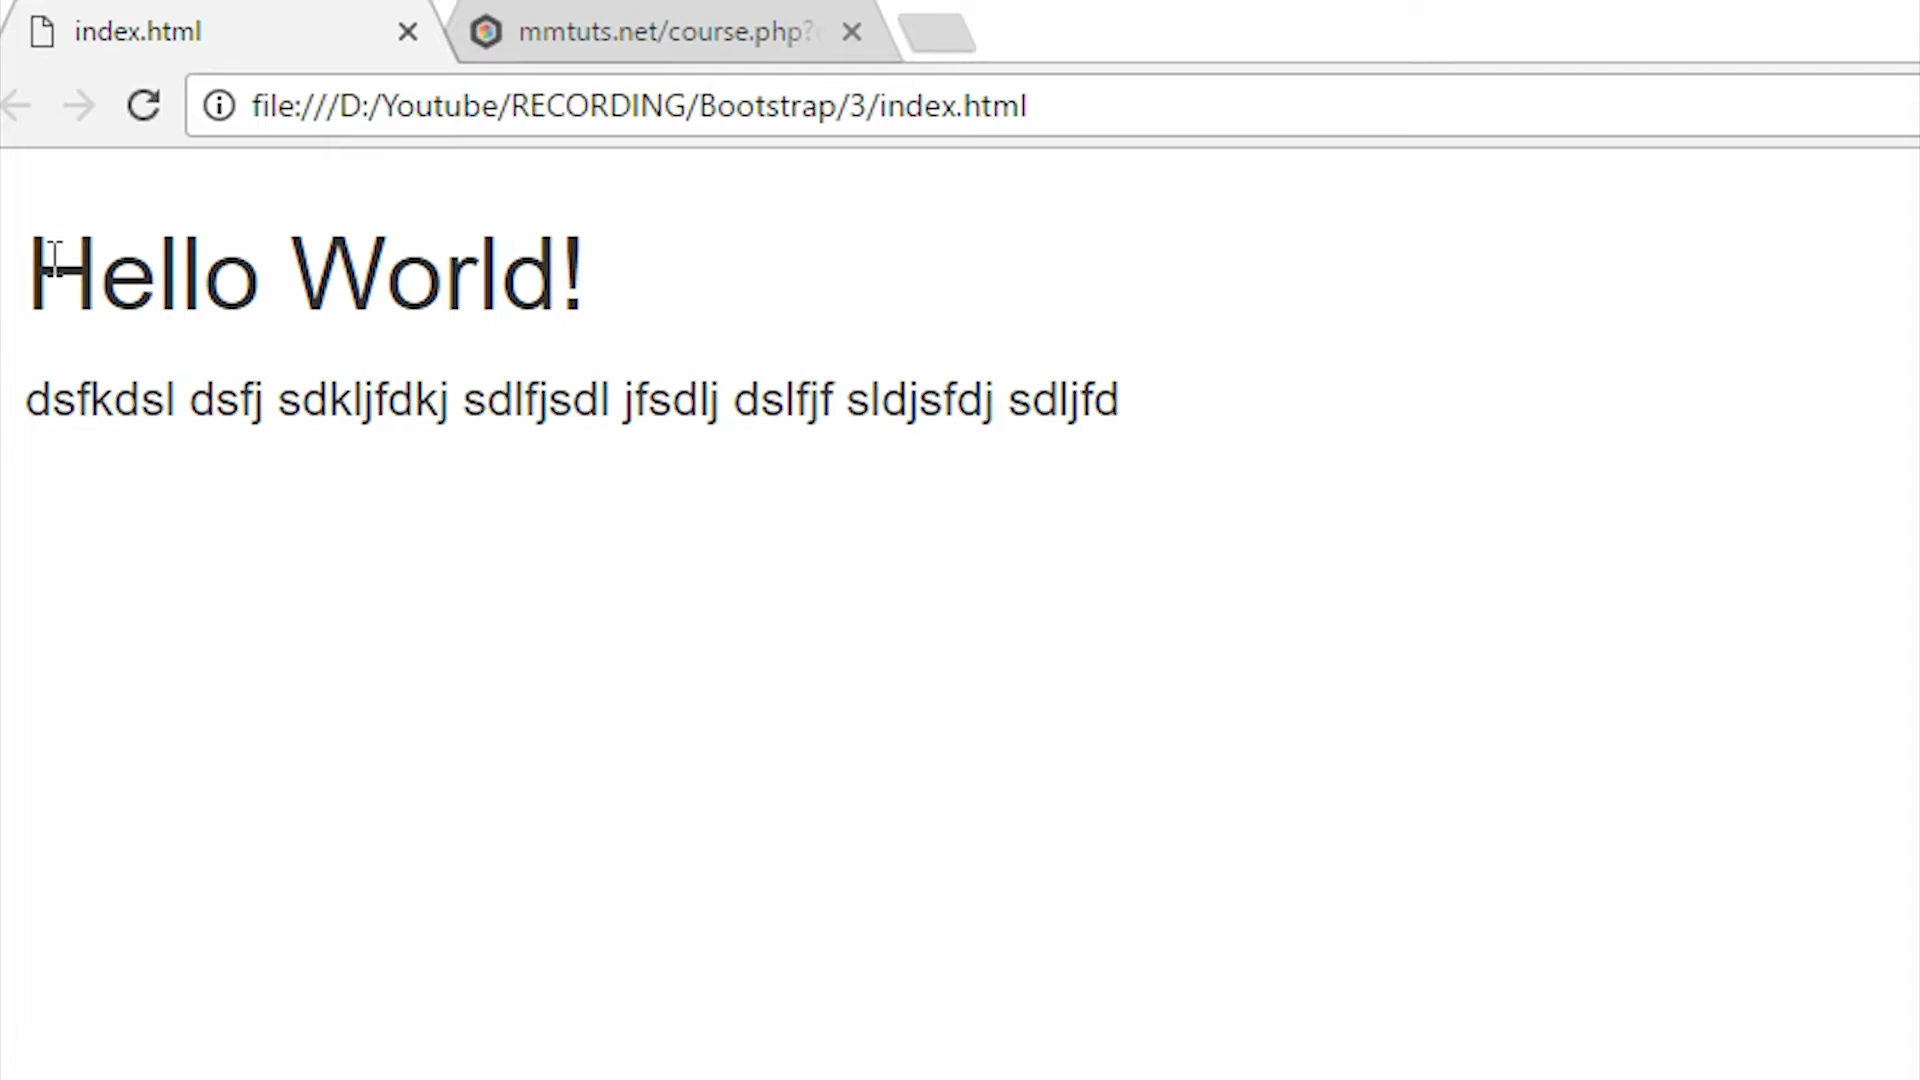 index.html
mmtuts.net/course.php?
file:///D:/Youtube/RECORDING/Bootstrap/3/index.html
Hello World!
dsfkdsl dsfj sdkljfdkj sdlfjsdl jfsdlj dslfjf sldjsfdj sdljfd